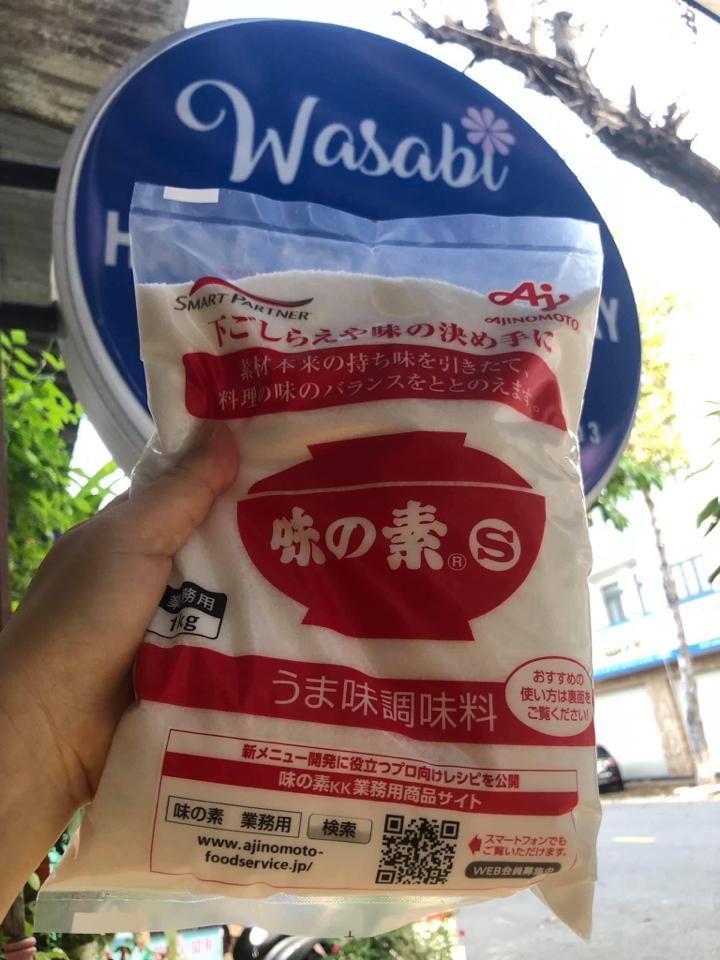 Wasabi
SMART PARTNER
AJINOMOTO
下ごしらえや味の決め手に
素材本来の持ち味を引きたて、
料理の味のバランスをととのえます。
味の素® S
業務用
1kg
うま味調味料
おすすめの
使い方は裏面を
ご覧ください!
新メニュー開発に役立つプロ向けレシピを公開
味の素KK業務用商品サイト
味の素 業務用
検索
www.ajinomoto-
foodservice.jp/
スマートフォンでも
ご覧いただけます。
WEB会員募集中